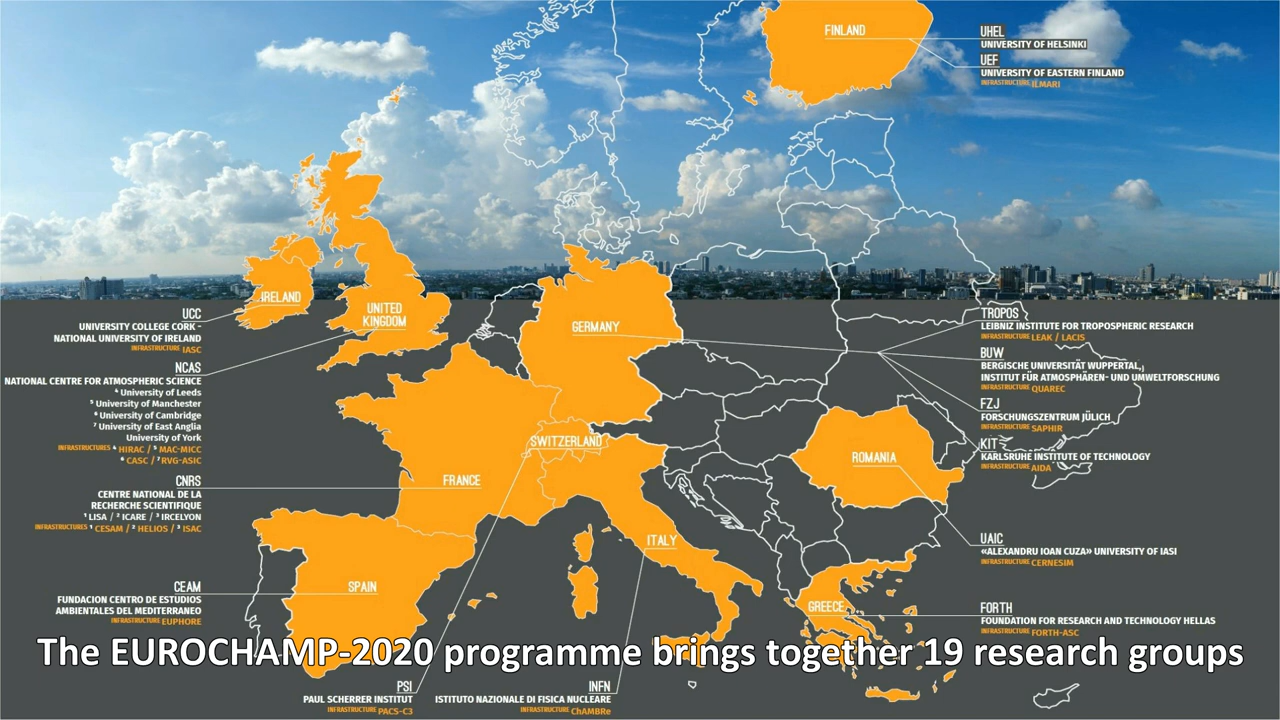 FINLAND
UHEL
UNIVERSITY OF HELSINKI
UEF
UNIVERSITY OF EASTERN FINLAND
INFRASTRUCTURE ILMARI
IRELAND
UNITED
KINGDOM
UCC
UNIVERSITY COLLEGE CORK -
NATIONAL UNIVERSITY OF IRELAND
INFRASTRUCTURE IASC
NCAS
NATIONAL CENTRE FOR ATMOSPHERIC SCIENCE
⁴ University of Leeds
⁵ University of Manchester
⁶ University of Cambridge
⁷ University of East Anglia
University of York
INFRASTRUCTURES ⁴ HIRAC / ⁵ MAC-MICC
⁶ CASC / ⁷ RVG-ASIC
CNRS
CENTRE NATIONAL DE LA
RECHERCHE SCIENTIFIQUE
¹ LISA / ² ICARE / ³ IRCELYON
INFRASTRUCTURES ¹ CESAM / ² HELIOS / ³ ISAC
CEAM
FUNDACION CENTRO DE ESTUDIOS
AMBIENTALES DEL MEDITERRANEO
INFRASTRUCTURE EUPHORE
GERMANY
SWITZERLAND
FRANCE
SPAIN
ITALY
ROMANIA
GREECE
TROPOS
LEIBNIZ INSTITUTE FOR TROPOSPHERIC RESEARCH
INFRASTRUCTURE LEAK / LACIS
BUW
BERGISCHE UNIVERSITÄT WUPPERTAL,
INSTITUT FÜR ATMOSPHÄREN- UND UMWELTFORSCHUNG
INFRASTRUCTURE QUAREC
FZJ
FORSCHUNGSZENTRUM JÜLICH
INFRASTRUCTURE SAPHIR
KIT
KARLSRUHE INSTITUTE OF TECHNOLOGY
INFRASTRUCTURE AIDA
UAIC
«ALEXANDRU IOAN CUZA» UNIVERSITY OF IASI
INFRASTRUCTURE CERNESIM
FORTH
FOUNDATION FOR RESEARCH AND TECHNOLOGY HELLAS
INFRASTRUCTURE FORTH-ASC
The EUROCHAMP-2020 programme brings together 19 research groups
PSI
PAUL SCHERRER INSTITUT
INFRASTRUCTURE PACS-C3
INFN
ISTITUTO NAZIONALE DI FISICA NUCLEARE
INFRASTRUCTURE ChAMBRe